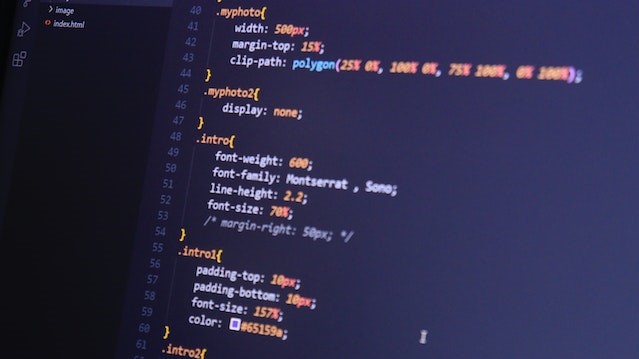 image
index.html
40 .myphoto{
41 width: 500px;
42 margin-top: 15%;
43 clip-path: polygon(25% 0%, 100% 0%, 75% 100%, 0% 100%);
44 }
45 .myphoto2{
46 display: none;
47 }
48 .intro{
49 font-weight: 600;
50 font-family: Montserrat , Sono;
51 line-height: 2.2;
52 font-size: 70%;
53 /* margin-right: 50px; */
54 }
55 .intro1{
56 padding-top: 10px;
57 padding-bottom: 10px;
58 font-size: 157%;
59 color: #65159a;
60 }
61 .intro2{